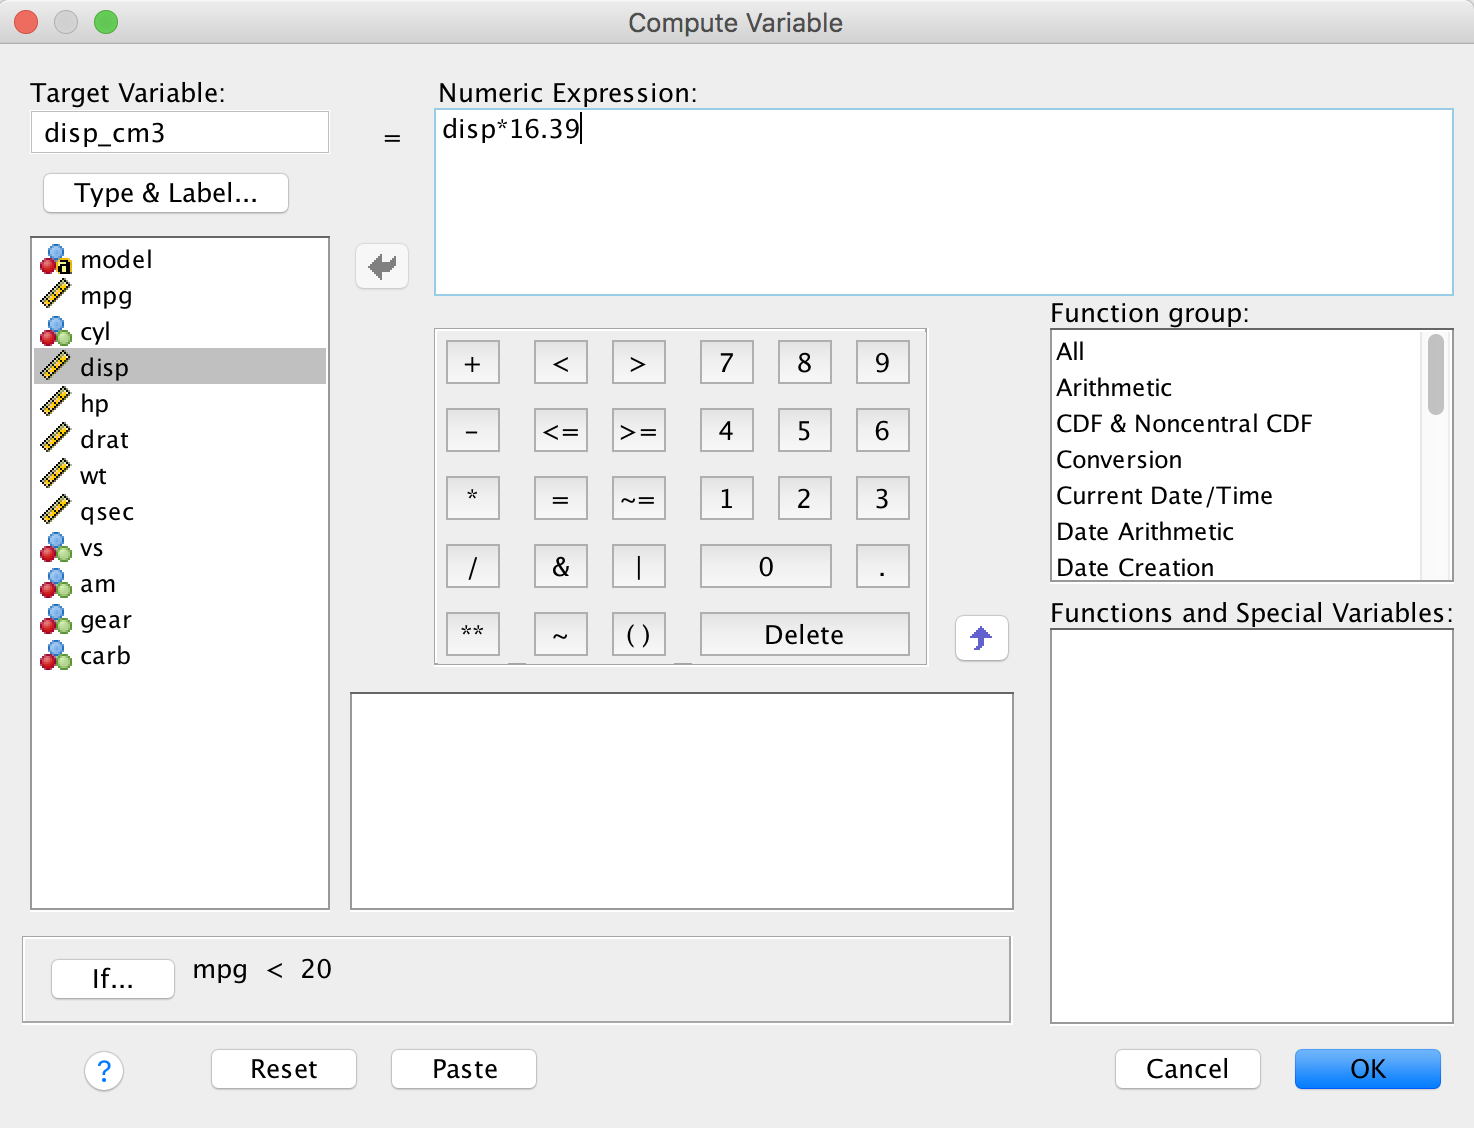 Compute Variable
Target Variable:
disp_cm3
=
Numeric Expression:
disp*16.39
Type & Label...
model
mpg
cyl
disp
hp
drat
wt
qsec
vs
am
gear
carb
+ < > 7 8 9
- <= >= 4 5 6
* = ~= 1 2 3
/ & | 0 .
** ~ () Delete
Function group:
All
Arithmetic
CDF & Noncentral CDF
Conversion
Current Date/Time
Date Arithmetic
Date Creation
Functions and Special Variables:
If... mpg < 20
? Reset Paste Cancel OK